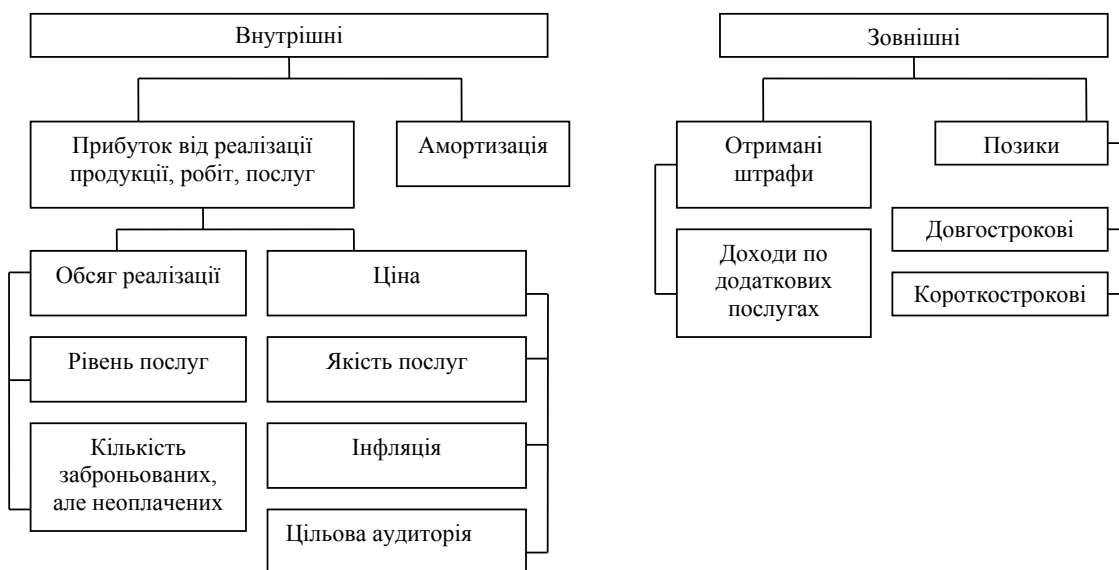 Внутрішні
Зовнішні
Прибуток від реалізації
продукції, робіт, послуг
Амортизація
Отримані
штрафи
Позики
Обсяг реалізації
Ціна
Доходи по
додаткових
послугах
Довгострокові
Короткострокові
Рівень послуг
Якість послуг
Кількість
заброньованих,
але неоплачених
Інфляція
Цільова аудиторія